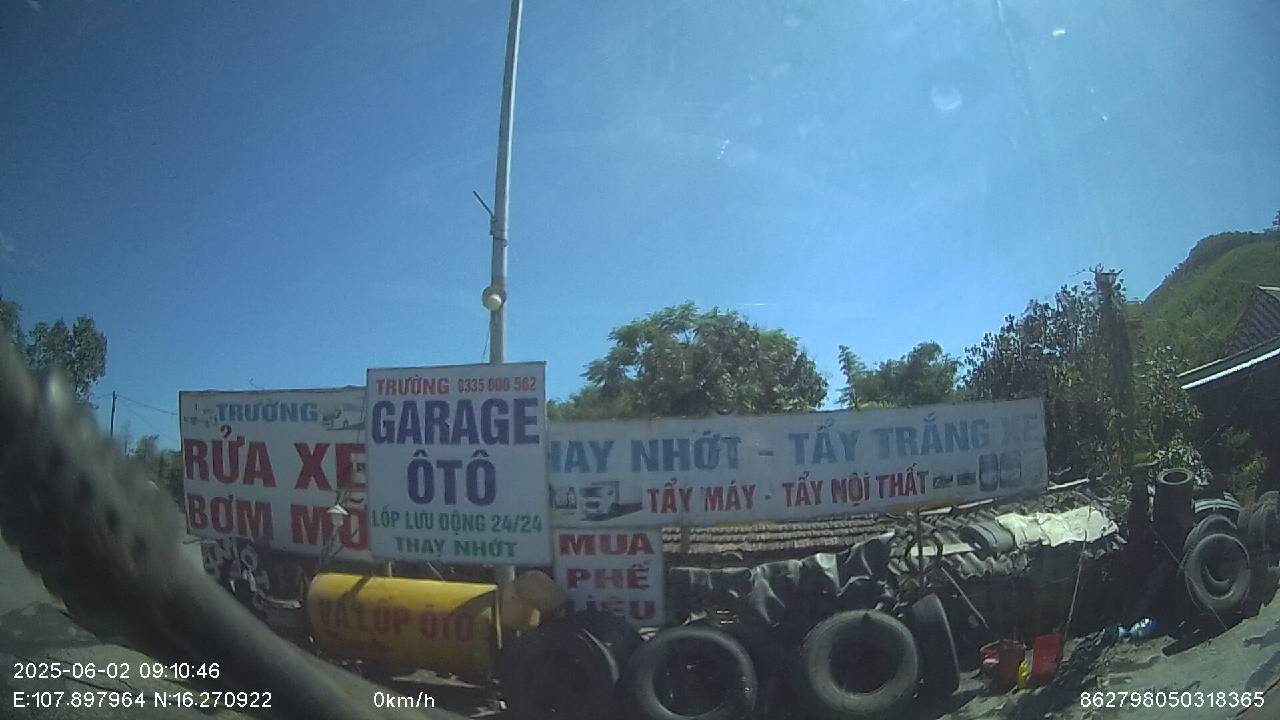 TRƯỜNG
RỬA XE
BƠM MỠ
TRƯỜNG 0335 000 562
GARAGE
ÔTÔ
LỐP LƯU ĐỘNG 24/24
THAY NHỚT
HAY NHỚT - TẨY TRẮNG XE
TẨY MÁY - TẨY NỘI THẤT
MUA
PHẾ
LIỆU
VÁ LỐP ÔTÔ
2025-06-02 09:10:46
E:107.897964 N:16.270922
0km/h
862798050318365